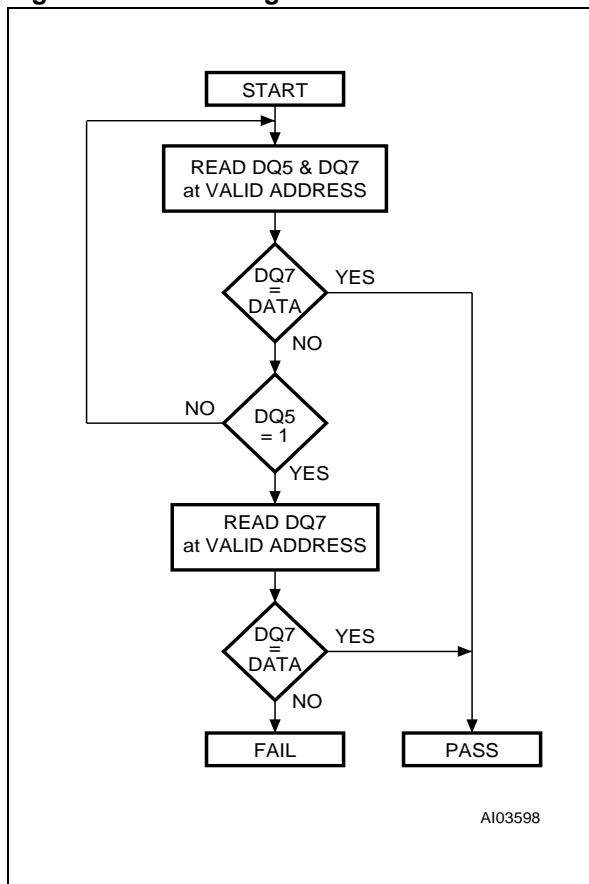 START
READ DQ5 & DQ7
at VALID ADDRESS
DQ7
=
DATA
YES
NO
DQ5
= 1
NO
YES
READ DQ7
at VALID ADDRESS
DQ7
=
DATA
YES
NO
FAIL
PASS
AI03598